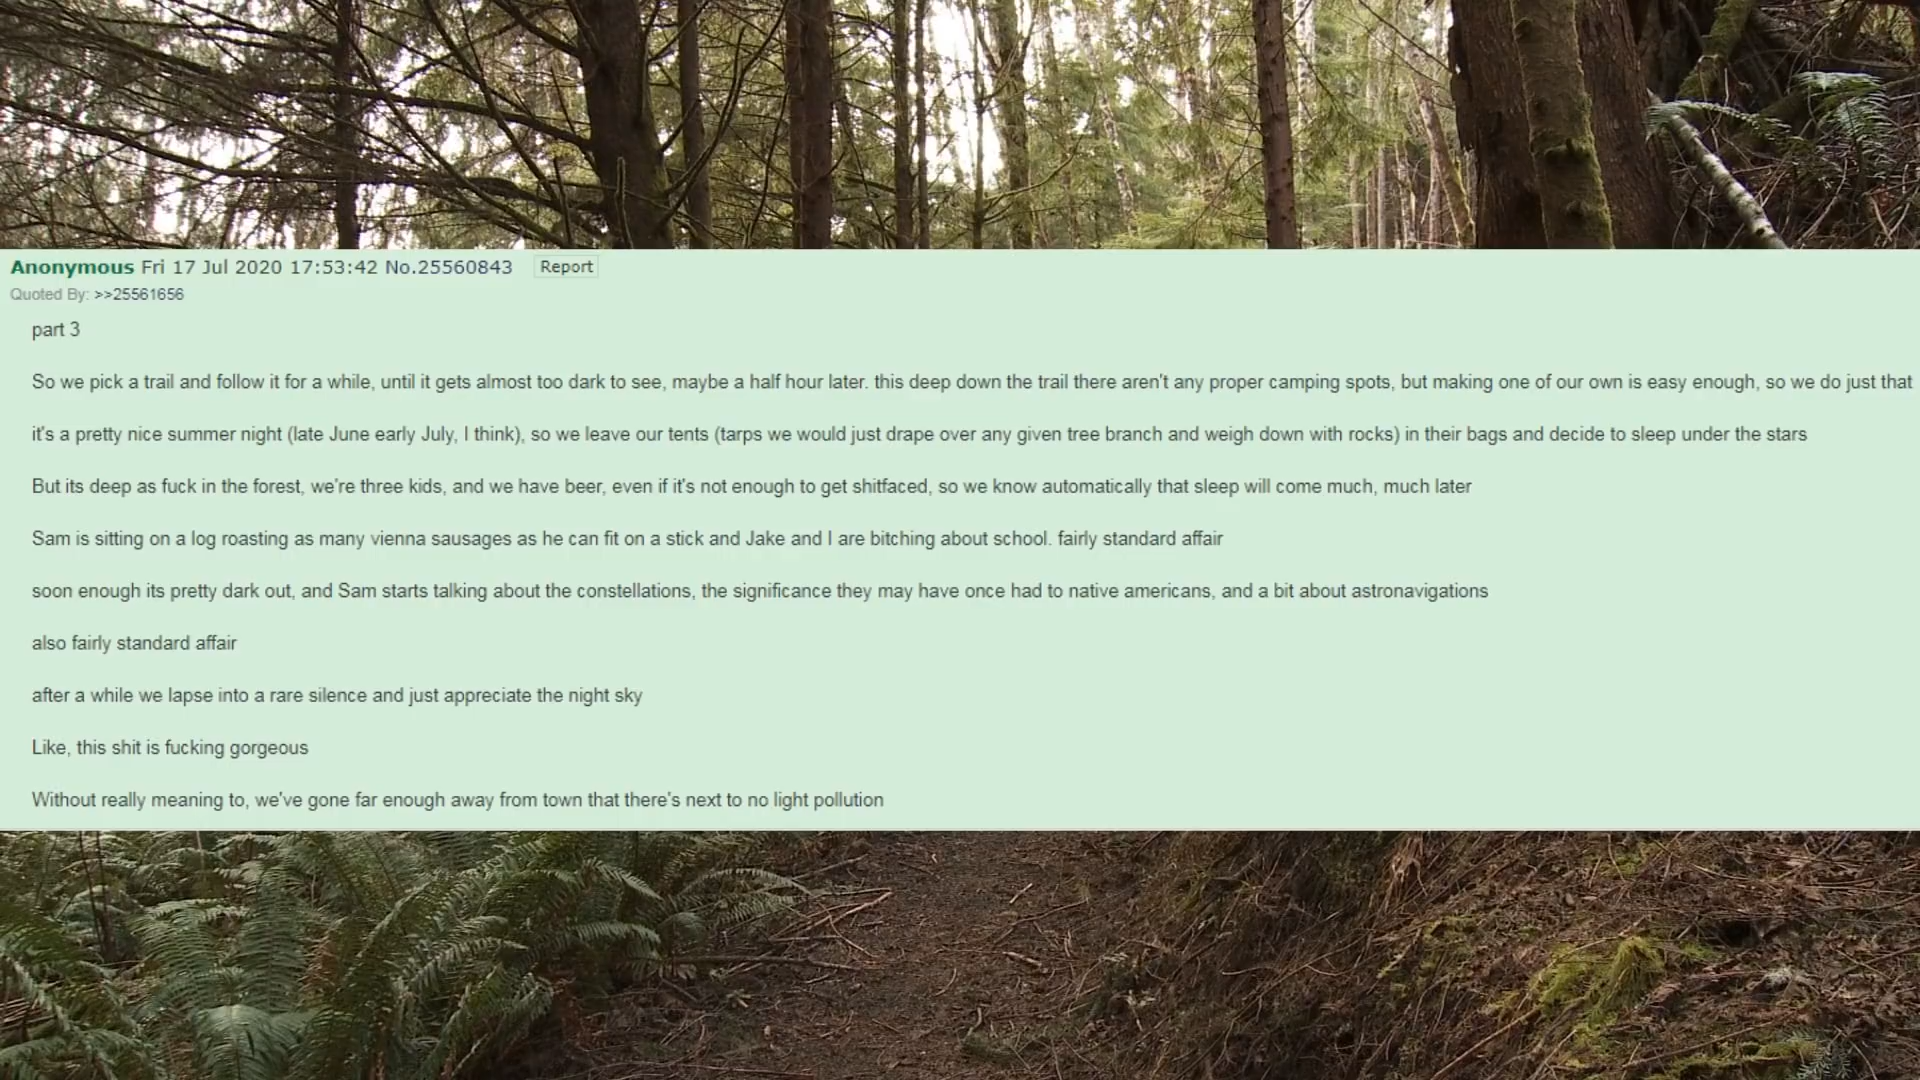 Anonymous Fri 17 Jul 2020 17:53:42 No.25560843 Report
Quoted By: >>25561656
part 3
So we pick a trail and follow it for a while, until it gets almost too dark to see, maybe a half hour later. this deep down the trail there aren't any proper camping spots, but making one of our own is easy enough, so we do just that
it's a pretty nice summer night (late June early July, I think), so we leave our tents (tarps we would just drape over any given tree branch and weigh down with rocks) in their bags and decide to sleep under the stars
But its deep as fuck in the forest, we're three kids, and we have beer, even if it's not enough to get shitfaced, so we know automatically that sleep will come much, much later
Sam is sitting on a log roasting as many vienna sausages as he can fit on a stick and Jake and I are bitching about school. fairly standard affair
soon enough its pretty dark out, and Sam starts talking about the constellations, the significance they may have once had to native americans, and a bit about astronavigations
also fairly standard affair
after a while we lapse into a rare silence and just appreciate the night sky
Like, this shit is fucking gorgeous
Without really meaning to, we've gone far enough away from town that there's next to no light pollution